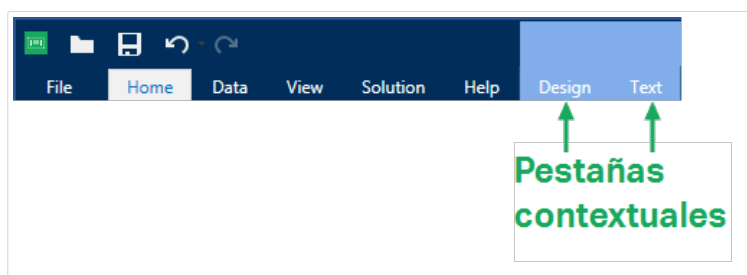 File Home Data View Solution Help Design Text
Pestañas
contextuales